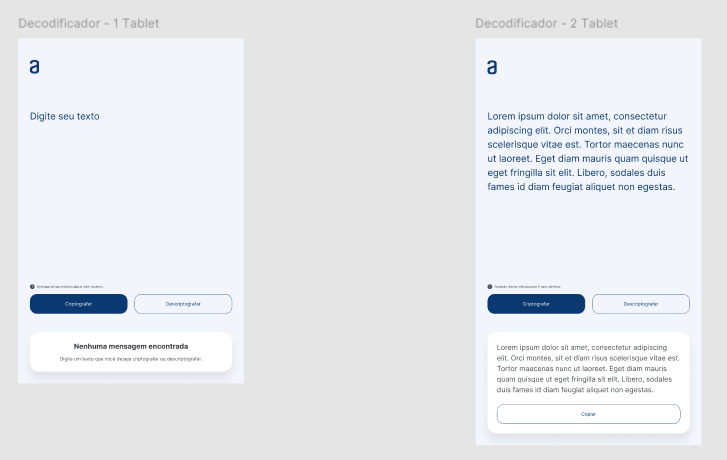 Decodificador - 1 Tablet
a
Digite seu texto
Apenas letras minúsculas e sem acento.
Criptografar
Descriptografar
Nenhuma mensagem encontrada
Digite um texto que você deseja criptografar ou descriptografar.
Decodificador - 2 Tablet
a
Lorem ipsum dolor sit amet, consectetur
adipiscing elit. Orci montes, sit et diam risus
scelerisque vitae est. Tortor maecenas nunc
ut laoreet. Eget diam mauris quam quisque ut
eget fringilla sit elit. Libero, sodales duis
fames id diam feugiat aliquet non egestas.
Apenas letras minúsculas e sem acento.
Criptografar
Descriptografar
Lorem ipsum dolor sit amet, consectetur adipiscing
elit. Orci montes, sit et diam risus scelerisque vitae est.
Tortor maecenas nunc ut laoreet. Eget diam mauris
quam quisque ut eget fringilla sit elit. Libero, sodales
duis fames id diam feugiat aliquet non egestas.
Copiar